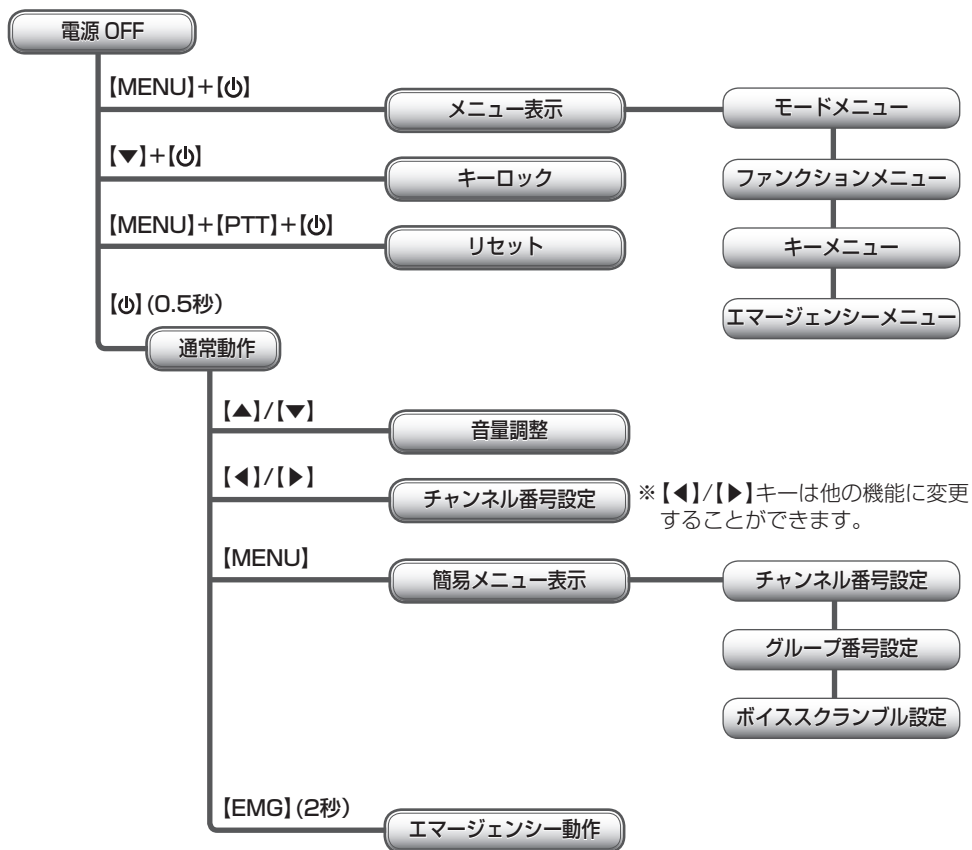 電源 OFF
【MENU】+【⏻】
メニュー表示
モードメニュー
【▼】+【⏻】
キーロック
ファンクションメニュー
【MENU】+【PTT】+【⏻】
リセット
キーメニュー
【⏻】(0.5秒)
エマージェンシーメニュー
通常動作
【▲】/【▼】
音量調整
【◀】/【▶】
チャンネル番号設定
※【◀】/【▶】キーは他の機能に変更
することができます。
【MENU】
簡易メニュー表示
チャンネル番号設定
グループ番号設定
ボイススクランブル設定
【EMG】(2秒)
エマージェンシー動作